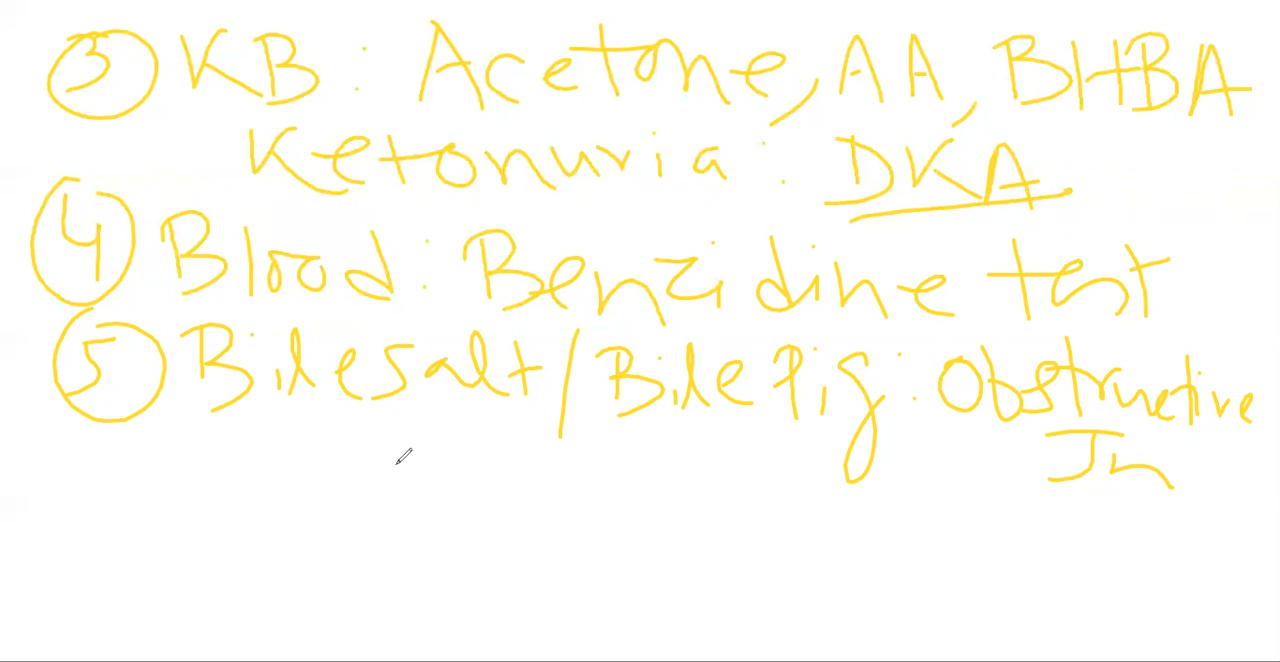 ③ KB : Acetone, AA, BHBA
Ketonuria : DKA
④ Blood : Benzidine test
⑤ Bile salt / Bile Pig : Obstructive
Jn